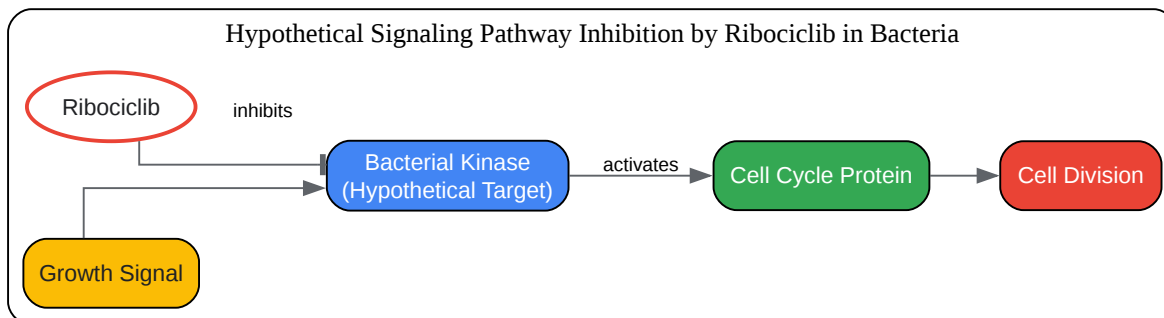 Hypothetical Signaling Pathway Inhibition by Ribociclib in Bacteria
Ribociclib
inhibits
Bacterial Kinase
(Hypothetical Target)
activates
Cell Cycle Protein
Cell Division
Growth Signal